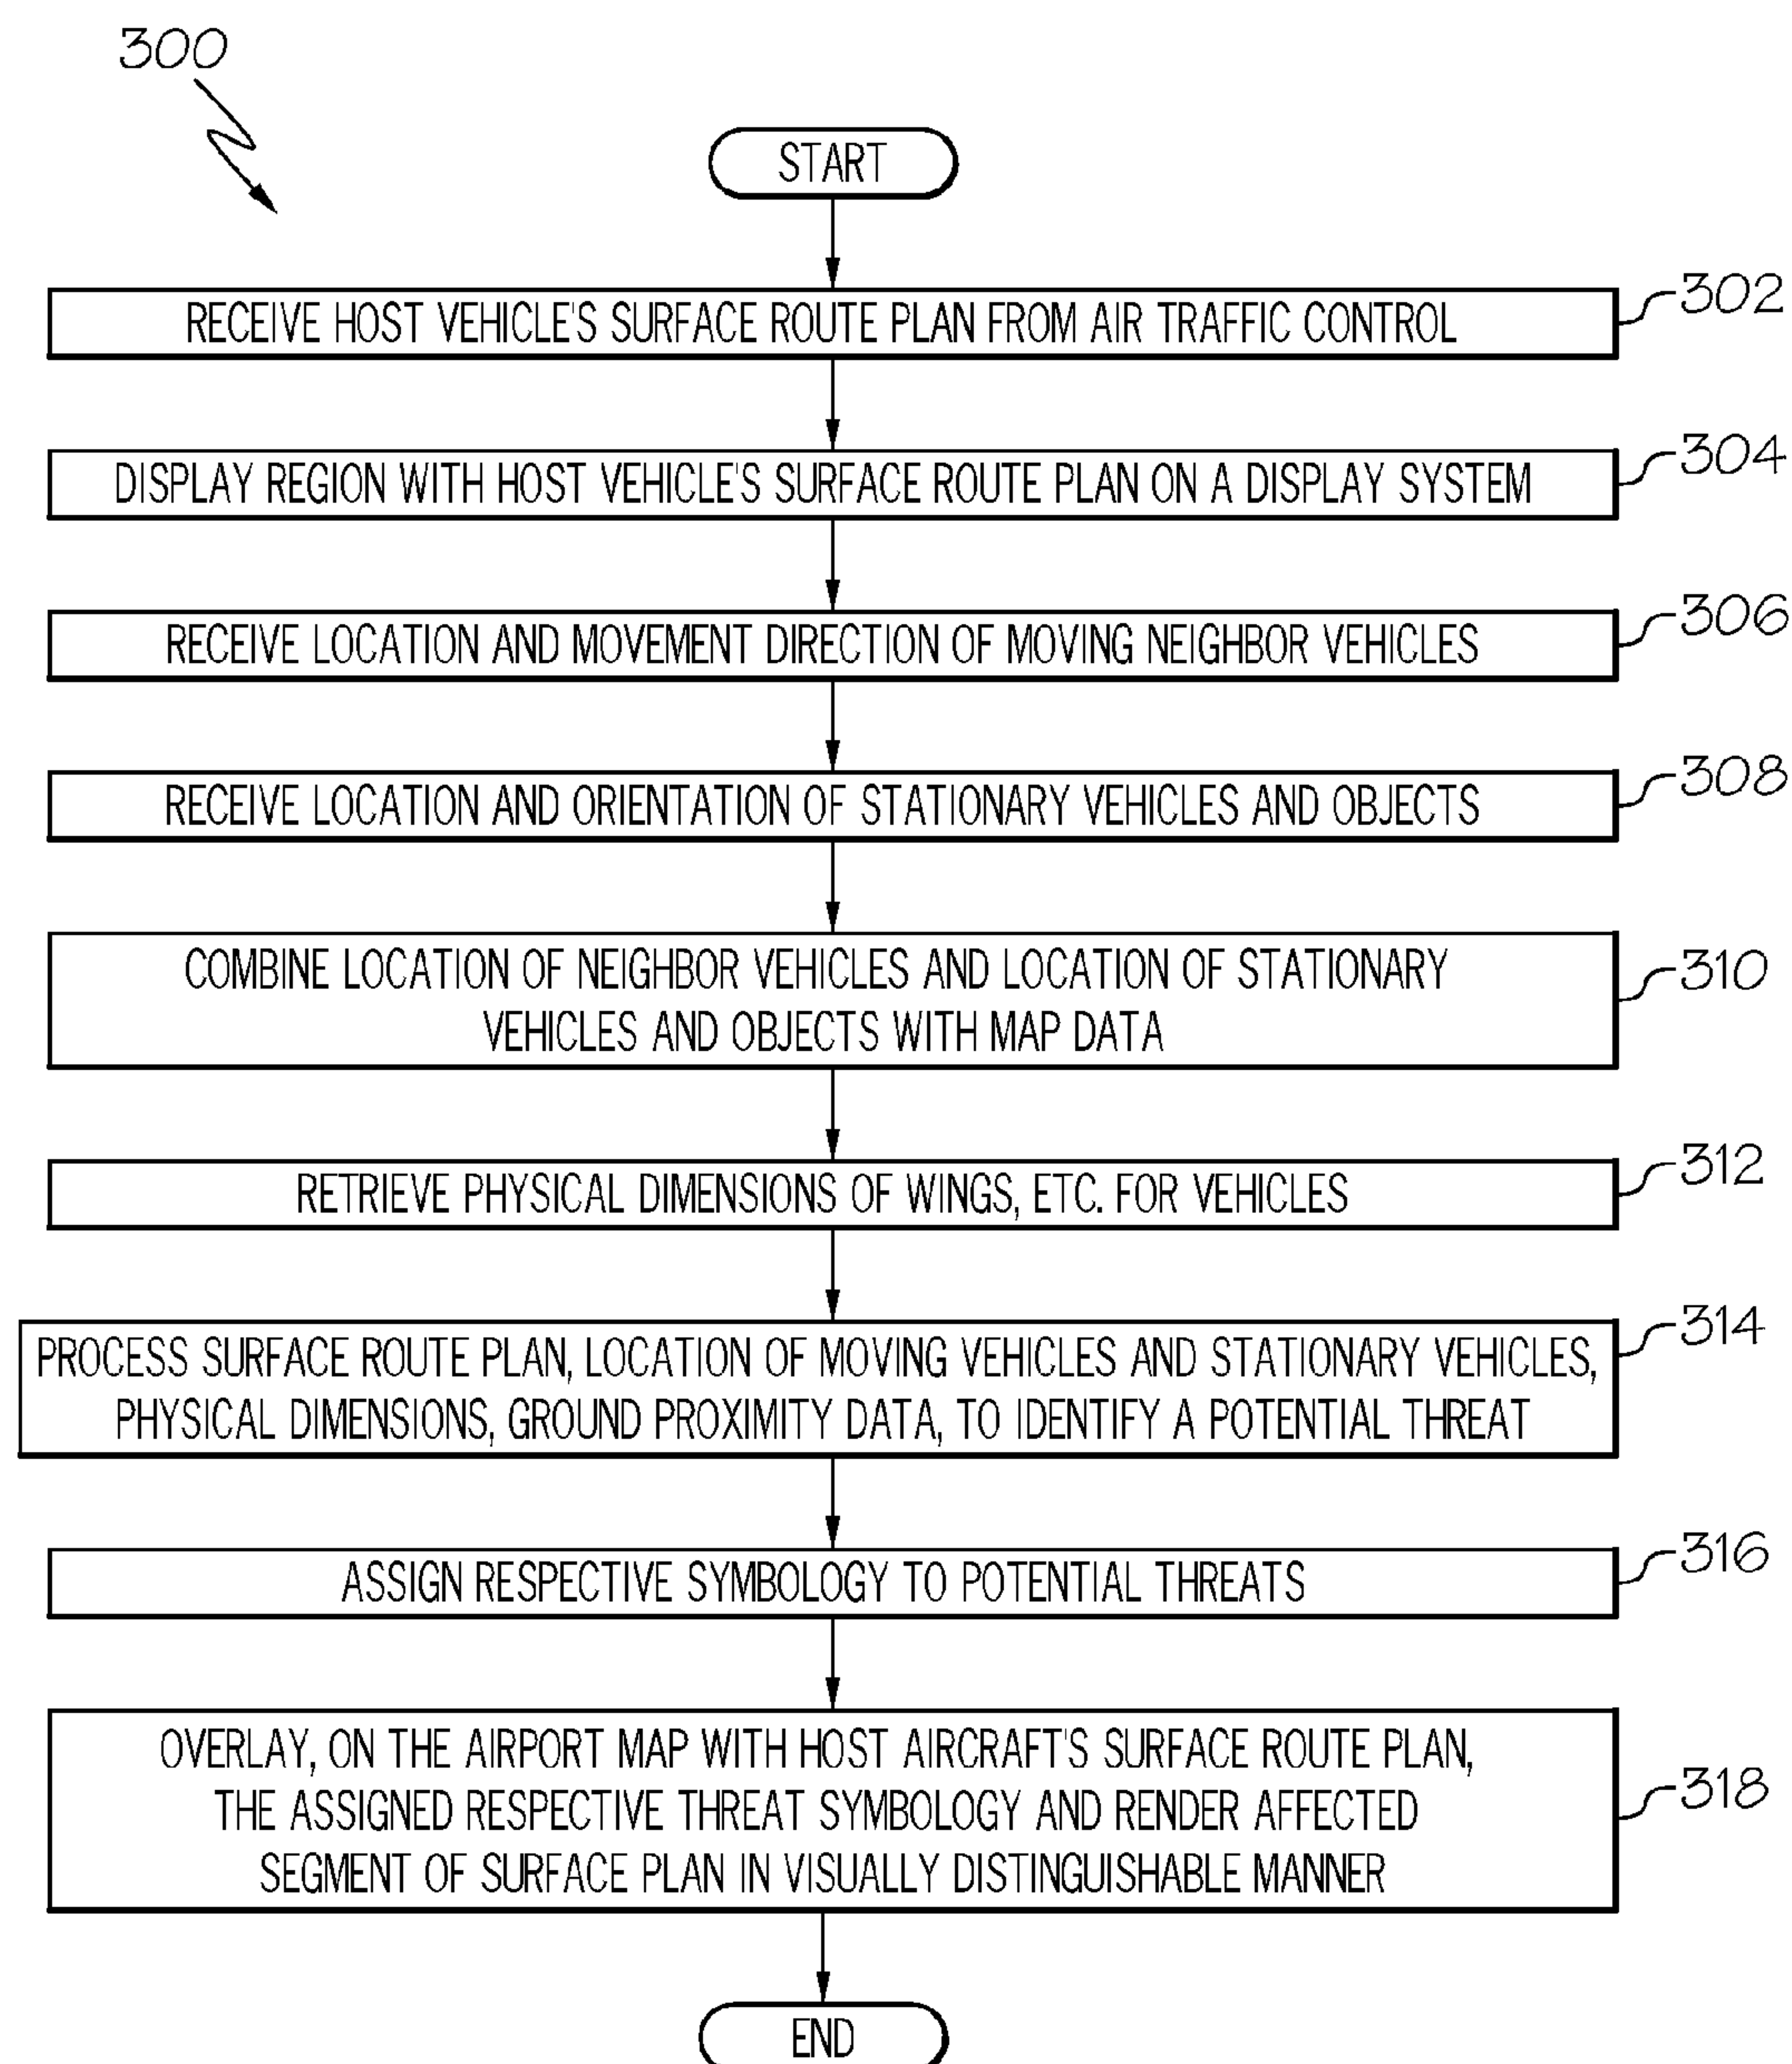 300
START
RECEIVE HOST VEHICLE'S SURFACE ROUTE PLAN FROM AIR TRAFFIC CONTROL
302
DISPLAY REGION WITH HOST VEHICLE'S SURFACE ROUTE PLAN ON A DISPLAY SYSTEM
304
RECEIVE LOCATION AND MOVEMENT DIRECTION OF MOVING NEIGHBOR VEHICLES
306
RECEIVE LOCATION AND ORIENTATION OF STATIONARY VEHICLES AND OBJECTS
308
COMBINE LOCATION OF NEIGHBOR VEHICLES AND LOCATION OF STATIONARY
VEHICLES AND OBJECTS WITH MAP DATA
310
RETRIEVE PHYSICAL DIMENSIONS OF WINGS, ETC. FOR VEHICLES
312
PROCESS SURFACE ROUTE PLAN, LOCATION OF MOVING VEHICLES AND STATIONARY VEHICLES,
PHYSICAL DIMENSIONS, GROUND PROXIMITY DATA, TO IDENTIFY A POTENTIAL THREAT
314
ASSIGN RESPECTIVE SYMBOLOGY TO POTENTIAL THREATS
316
OVERLAY, ON THE AIRPORT MAP WITH HOST AIRCRAFT'S SURFACE ROUTE PLAN,
THE ASSIGNED RESPECTIVE THREAT SYMBOLOGY AND RENDER AFFECTED
SEGMENT OF SURFACE PLAN IN VISUALLY DISTINGUISHABLE MANNER
318
END